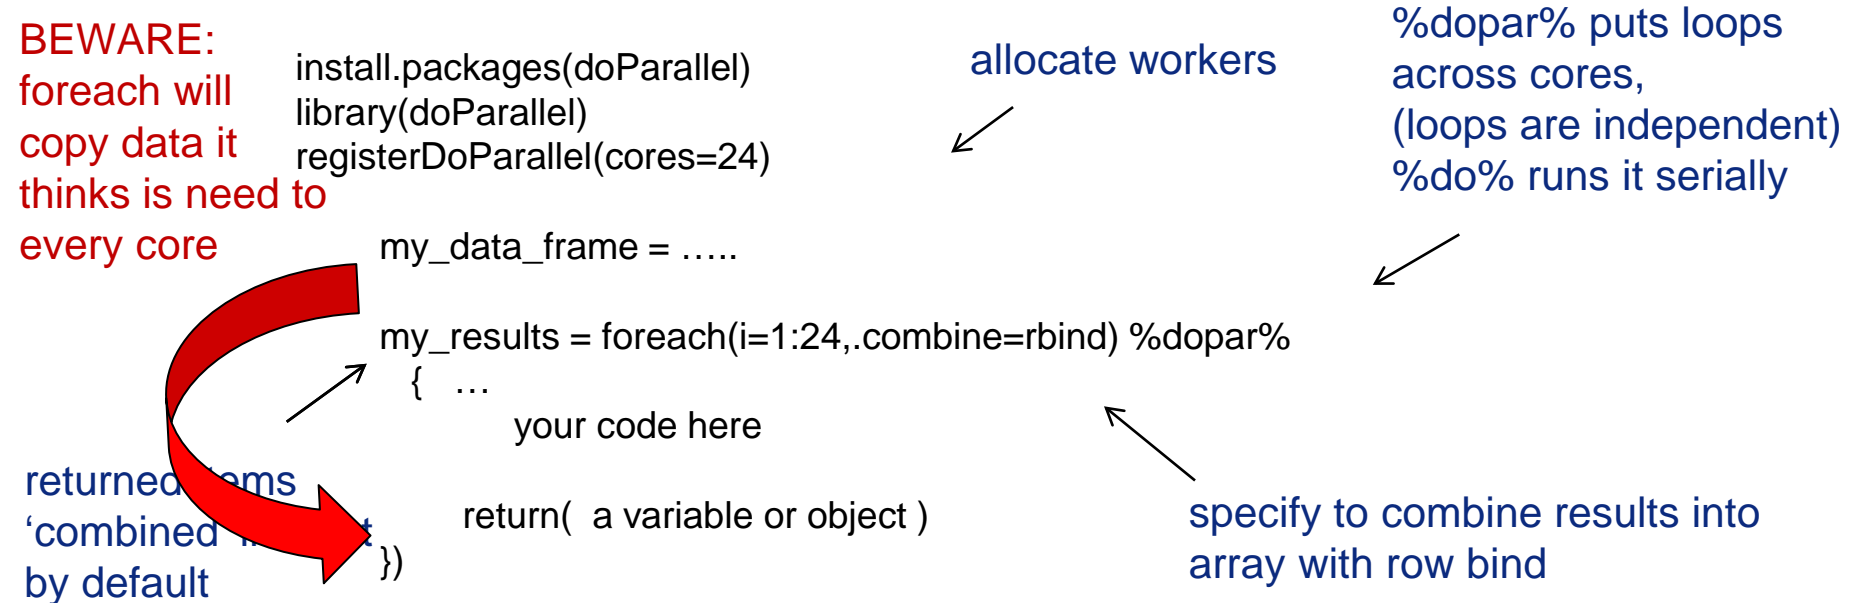 BEWARE:
foreach will
copy data it
thinks is need to
every core
install.packages(doParallel)
library(doParallel)
registerDoParallel(cores=24)
allocate workers
%dopar% puts loops
across cores,
(loops are independent)
%do% runs it serially
my_data_frame = …..
my_results = foreach(i=1:24,.combine=rbind) %dopar%
{ …
your code here
return( a variable or object )
})
returned
‘combined
by default
specify to combine results into
array with row bind